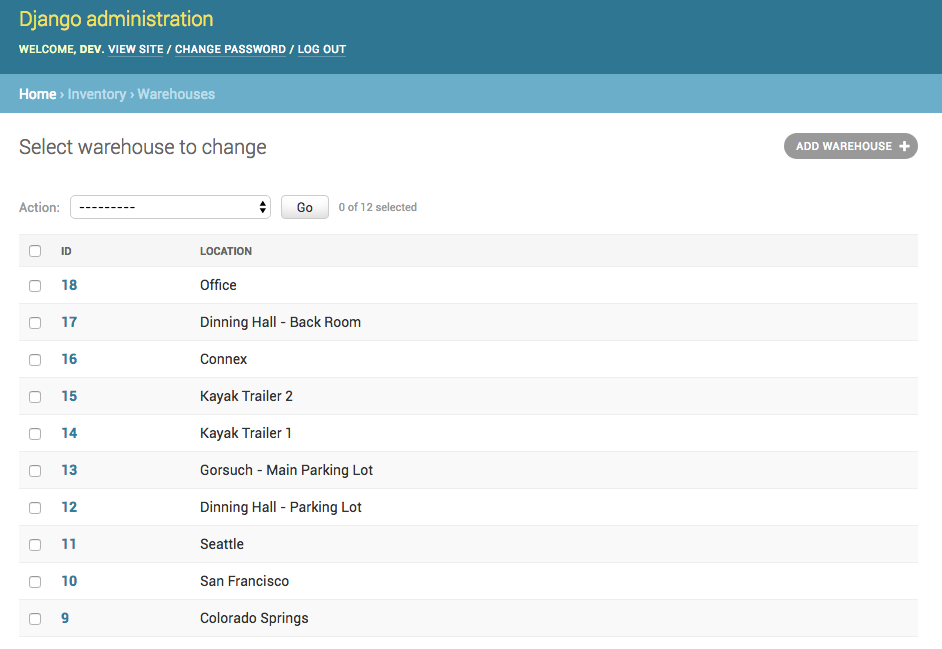 Django administration
WELCOME, DEV. VIEW SITE / CHANGE PASSWORD / LOG OUT
Home › Inventory › Warehouses
Select warehouse to change
ADD WAREHOUSE +
Action: --------- Go 0 of 12 selected
ID LOCATION
18 Office
17 Dinning Hall - Back Room
16 Connex
15 Kayak Trailer 2
14 Kayak Trailer 1
13 Gorsuch - Main Parking Lot
12 Dinning Hall - Parking Lot
11 Seattle
10 San Francisco
9 Colorado Springs